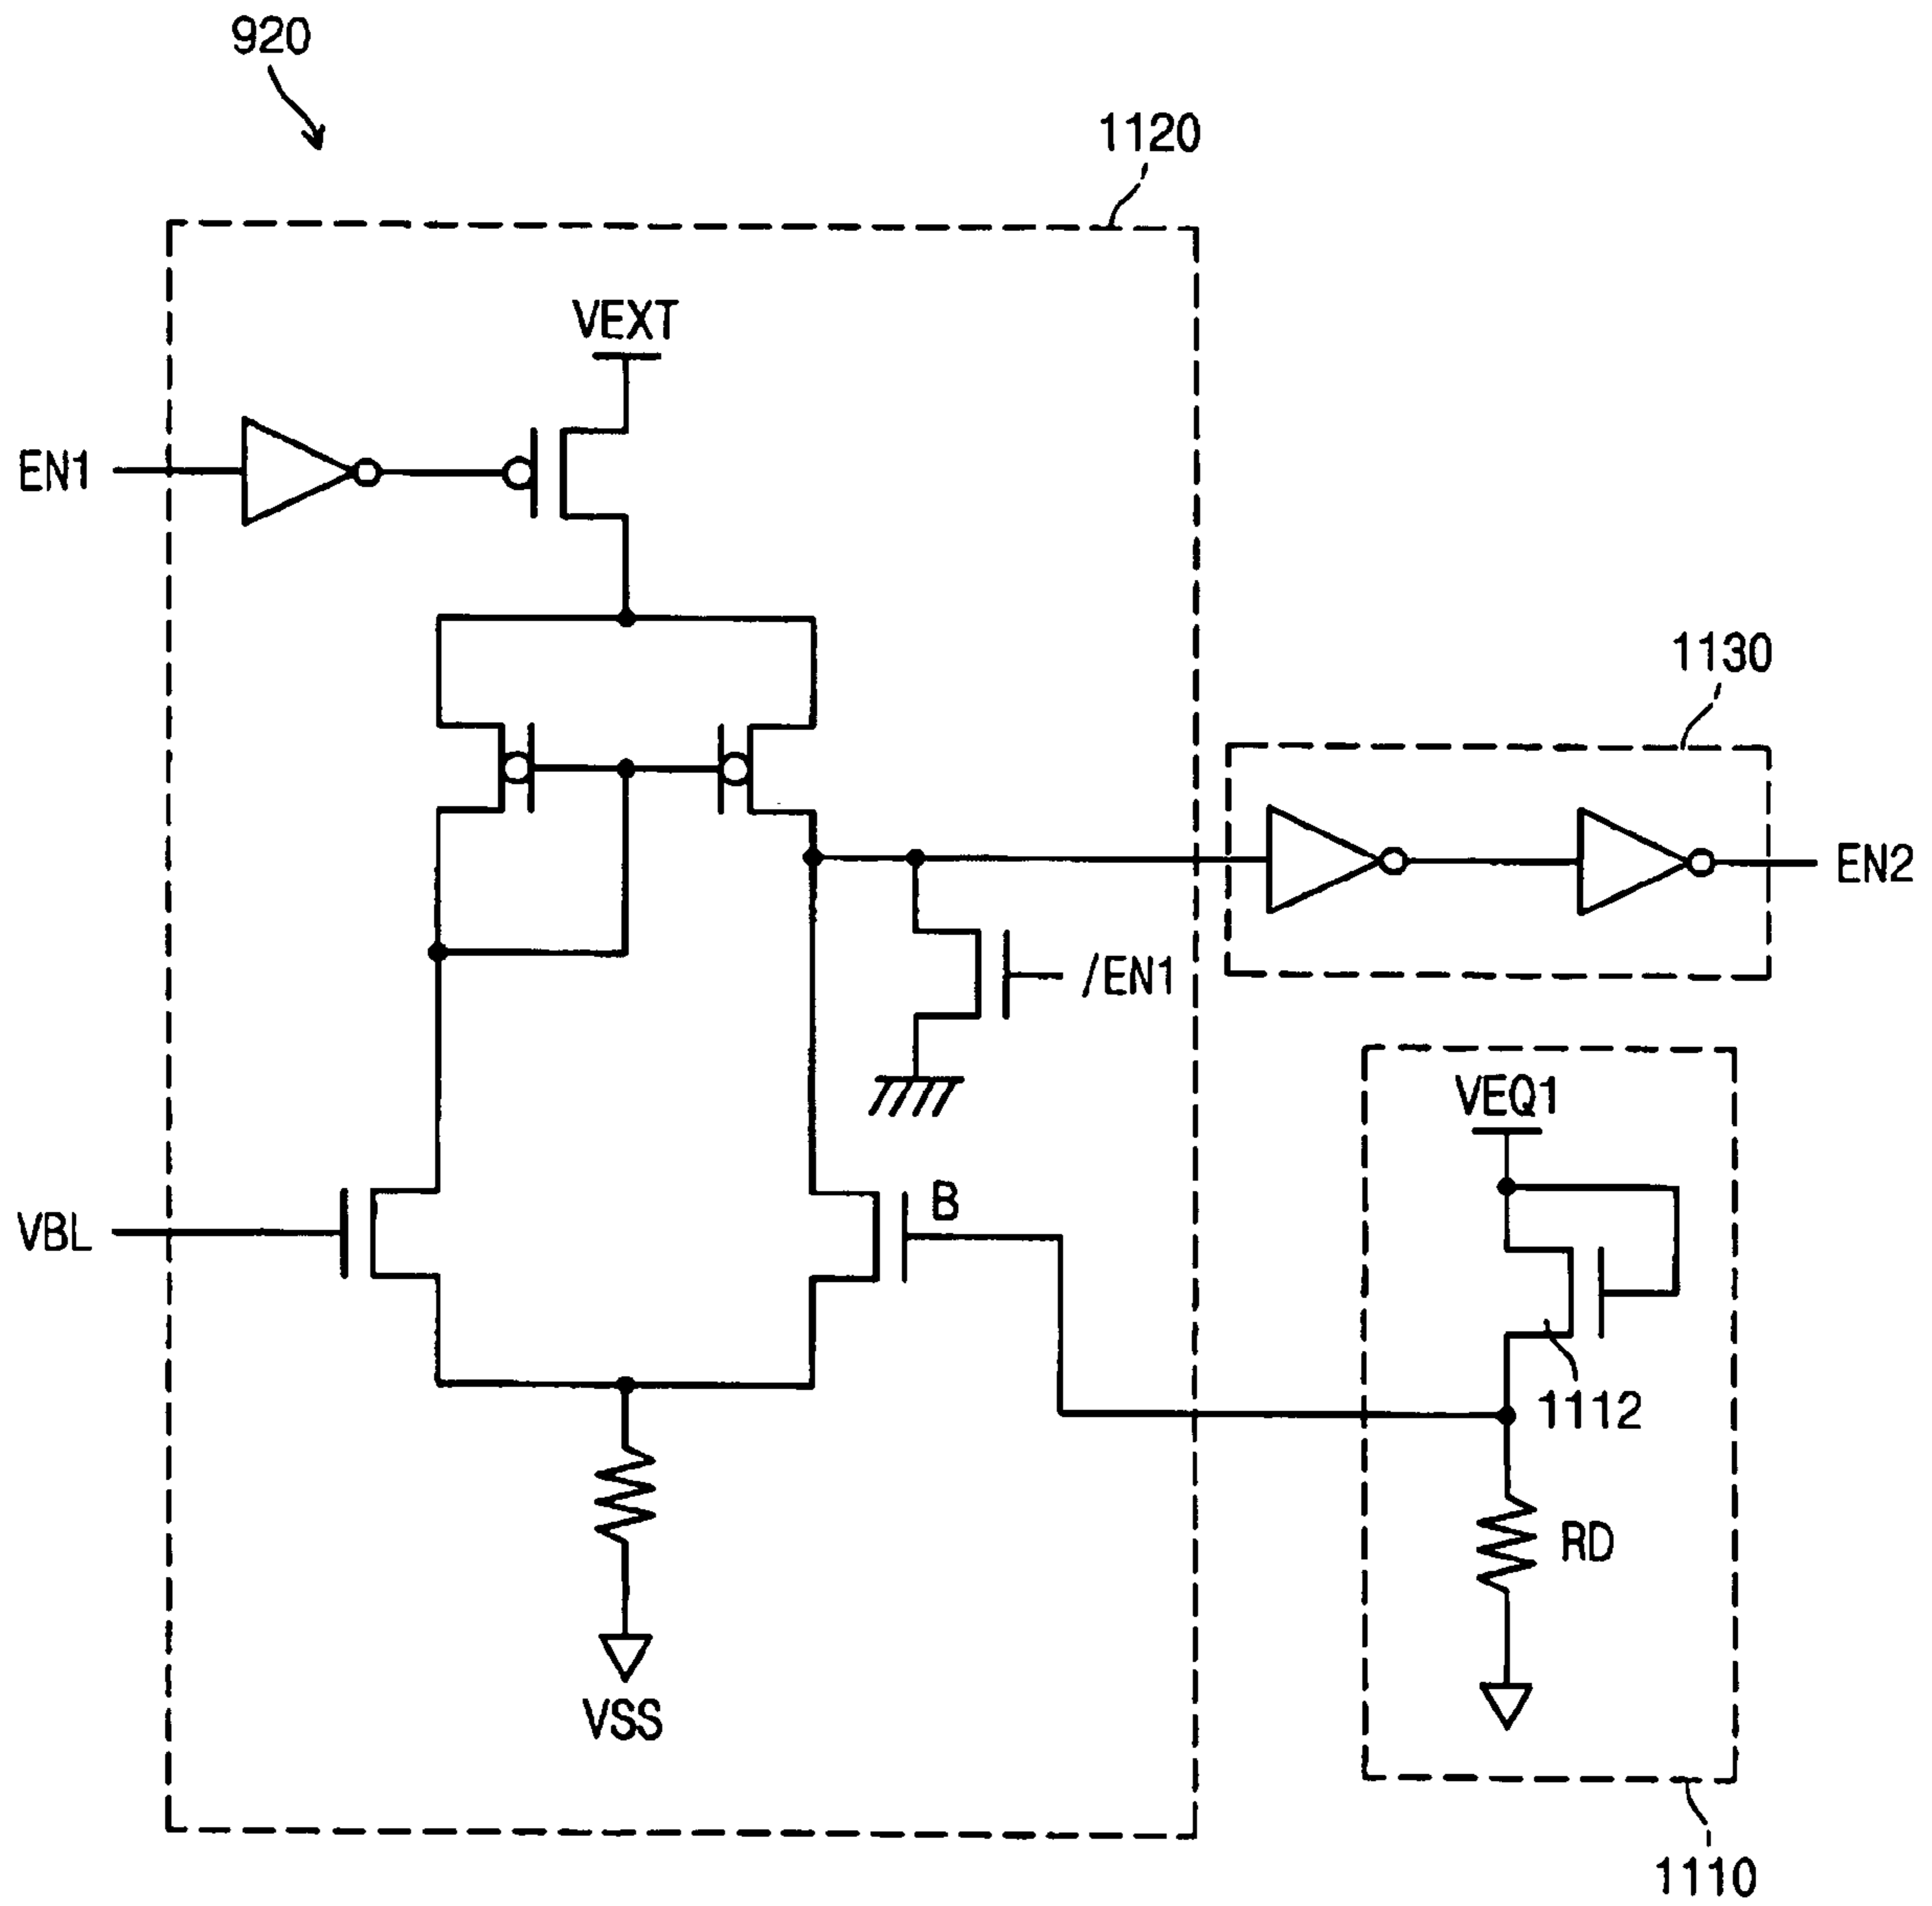 920
1120
VEXT
EN1
1130
EN2
/EN1
VEQ1
B
VBL
1112
RD
VSS
1110